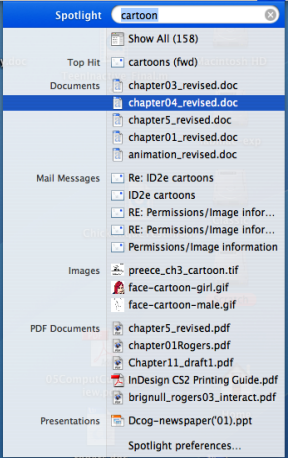 Spotlight cartoon
Show All (158)
Top Hit cartoons (fwd)
Documents chapter03_revised.doc
chapter04_revised.doc
chapter5_revised.doc
chapter01_revised.doc
animation_revised.doc
Mail Messages Re: ID2e cartoons
ID2e cartoons
RE: Permissions/Image infor...
RE: Permissions/Image infor...
Permissions/Image information
Images preece_ch3_cartoon.tif
face-cartoon-girl.gif
face-cartoon-male.gif
PDF Documents chapter5_revised.pdf
chapter01Rogers.pdf
Chapter11_draft1.pdf
InDesign CS2 Printing Guide.pdf
brignull_rogers03_interact.pdf
Presentations Dcog-newspaper('01).ppt
Spotlight preferences...